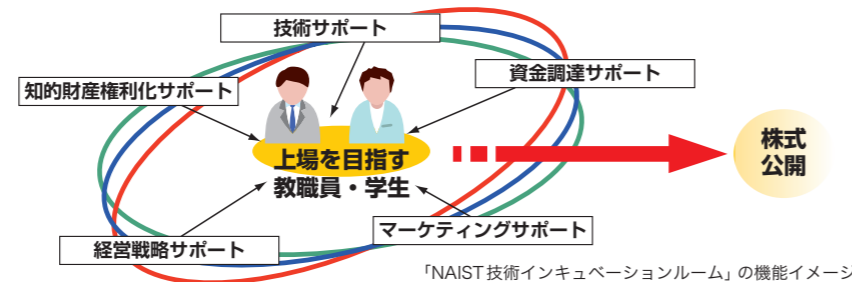 技術サポート
資金調達サポート
知的財産権利化サポート
上場を目指す
教職員・学生
株式
公開
マーケティングサポート
経営戦略サポート
「NAIST技術インキュベーションルーム」の機能イメージ